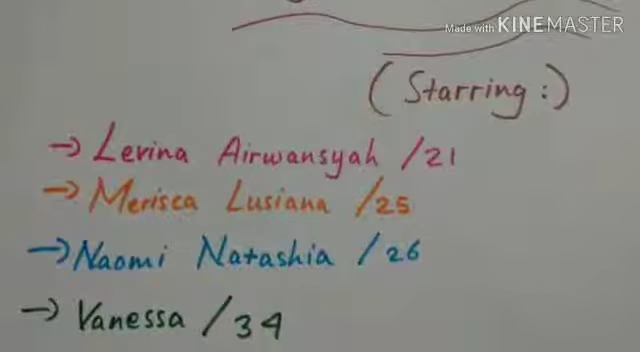 Made with KINEMASTER
(Starring :)
→ Levina Airwansyah /21
→ Merisca Lusiana /25
→ Naomi Natashia /26
→ Vanessa /34